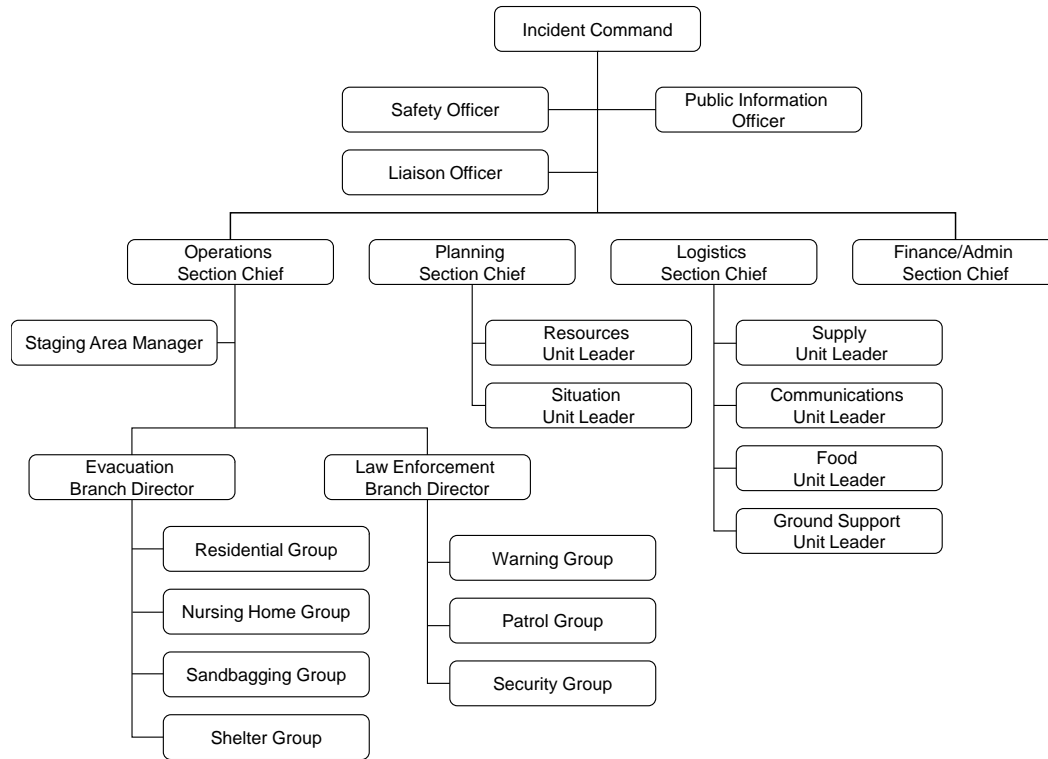 Incident Command
Safety Officer
Public Information
Officer
Liaison Officer
Operations
Section Chief
Planning
Section Chief
Logistics
Section Chief
Finance/Admin
Section Chief
Staging Area Manager
Resources
Unit Leader
Situation
Unit Leader
Supply
Unit Leader
Communications
Unit Leader
Food
Unit Leader
Ground Support
Unit Leader
Evacuation
Branch Director
Law Enforcement
Branch Director
Residential Group
Nursing Home Group
Sandbagging Group
Shelter Group
Warning Group
Patrol Group
Security Group